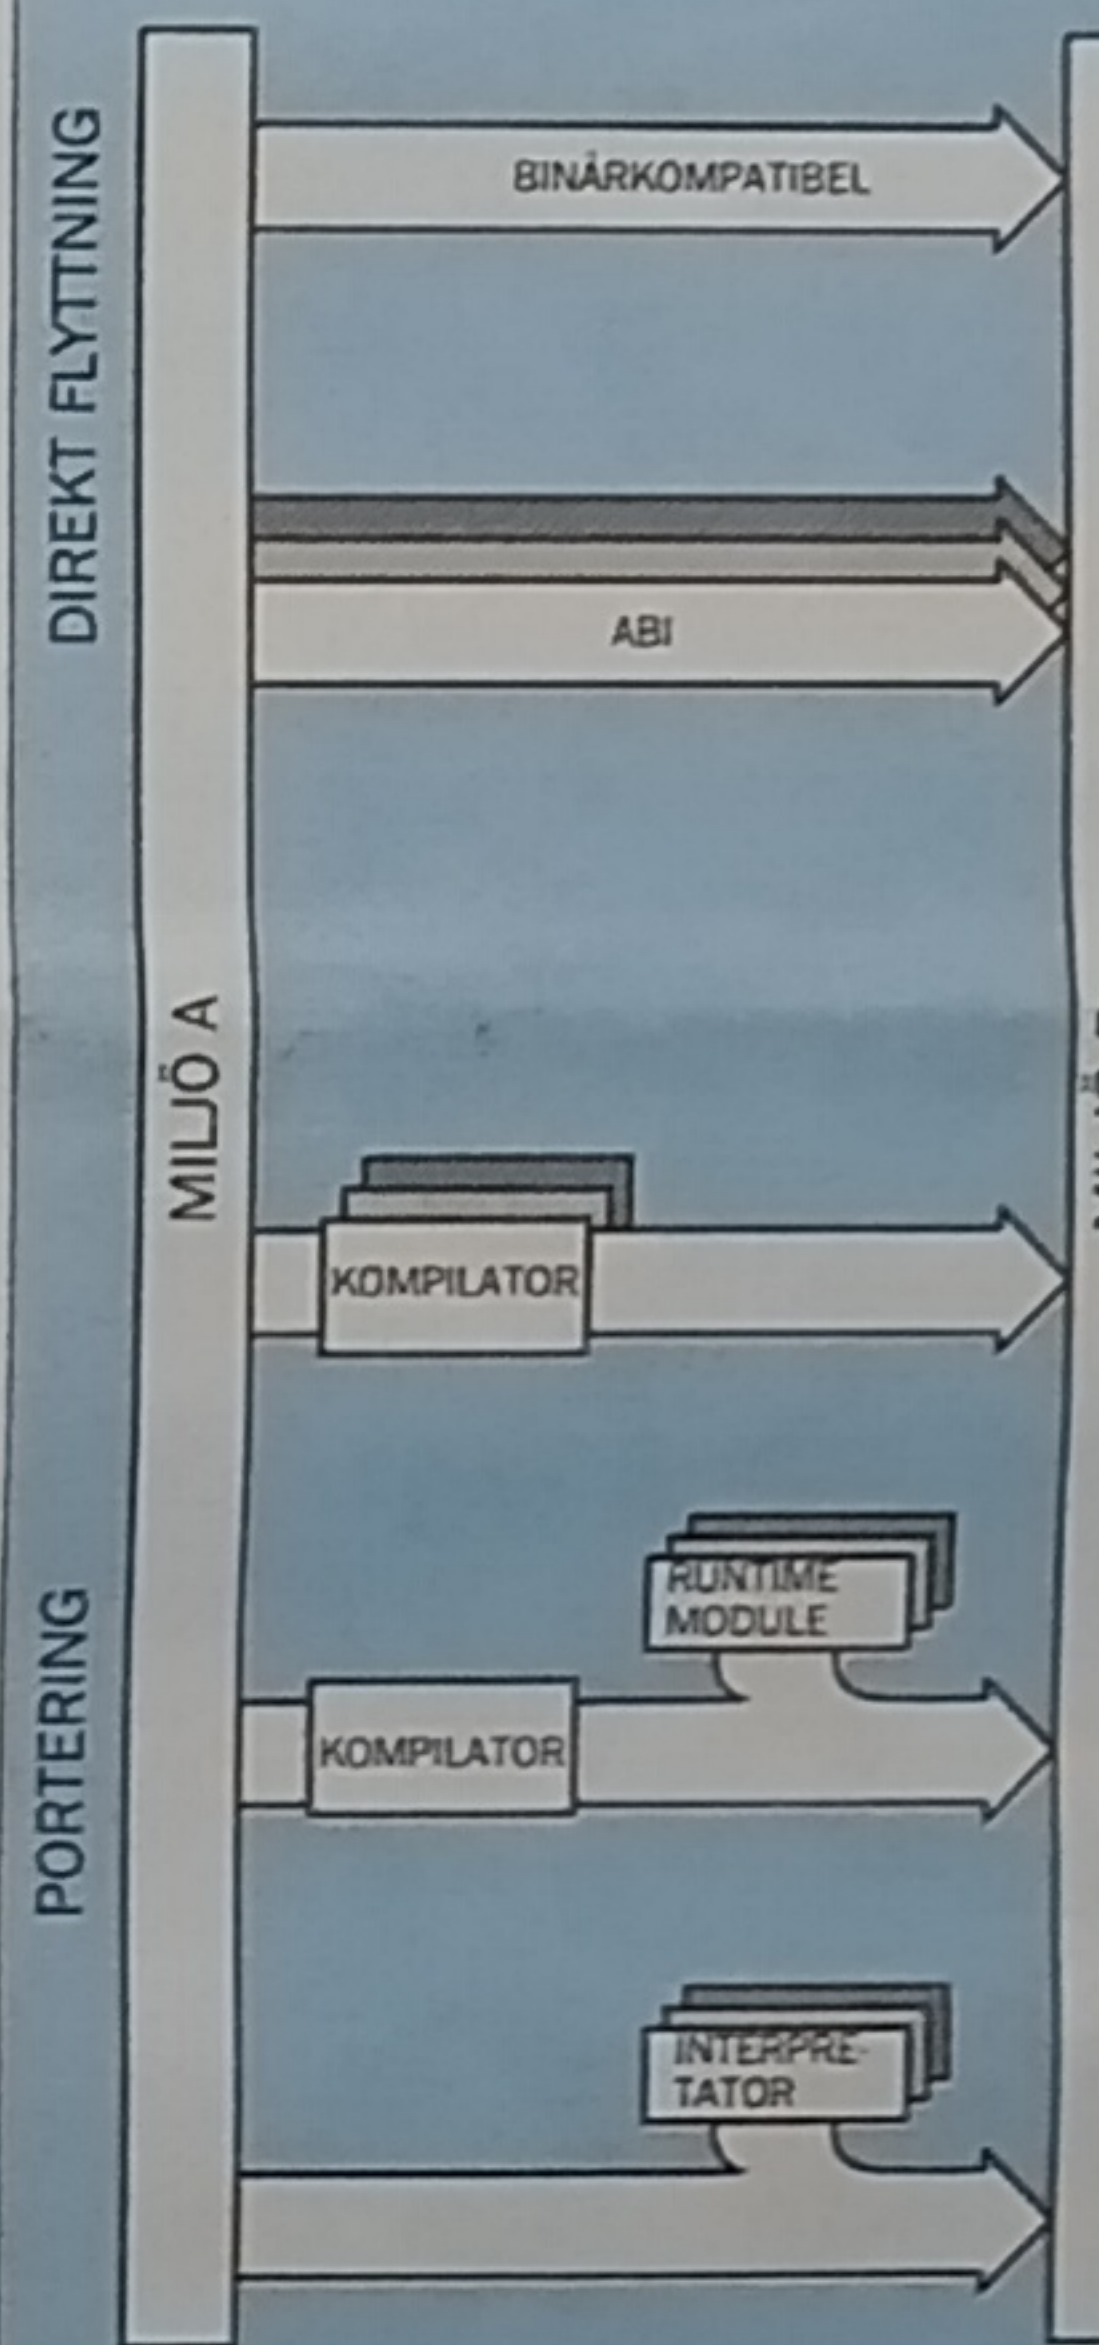 DIREKT FLYTTNING
BINÄRKOMPATIBEL
ABI
MILJÖ A
KOMPILATOR
PORTERING
RUNTIME
MODULE
KOMPILATOR
INTERPRE-
TATOR